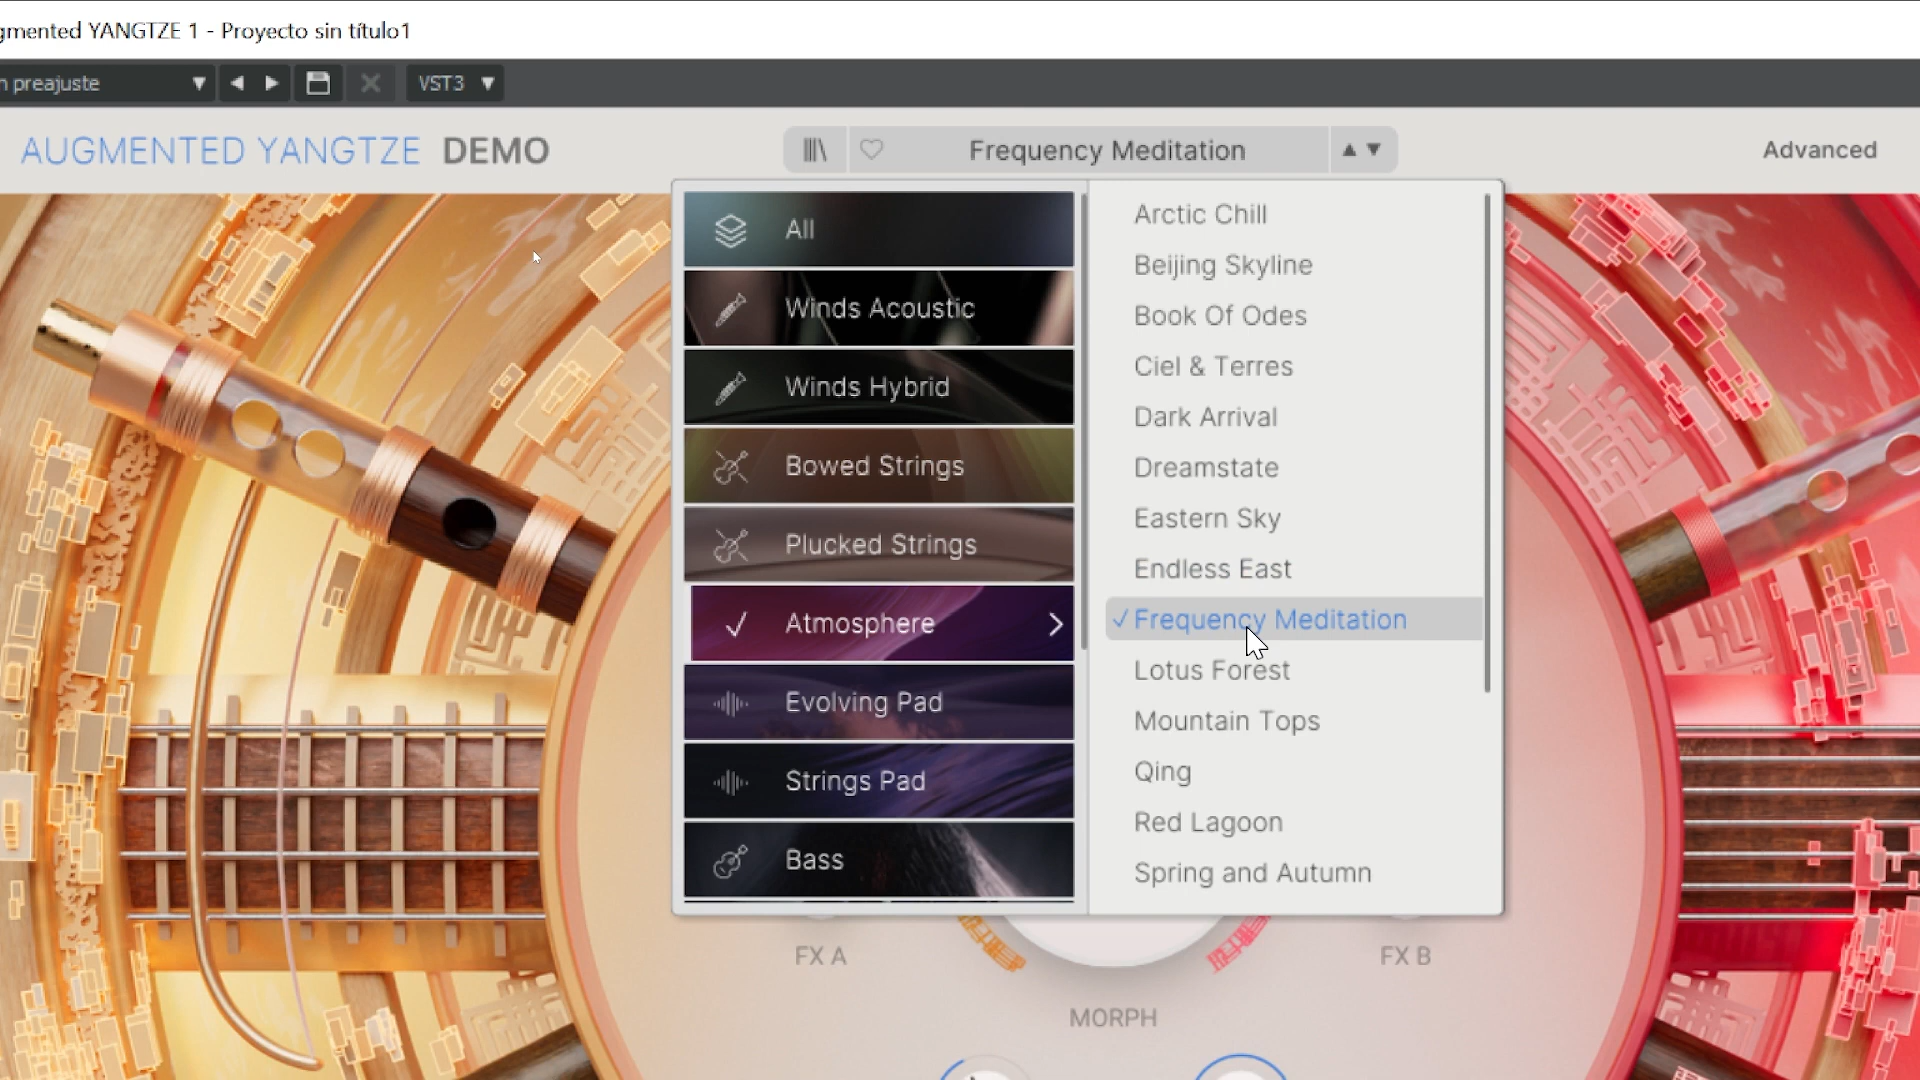 gmented YANGTZE 1 - Proyecto sin título1
n preajuste
VST3
AUGMENTED YANGTZE DEMO
Frequency Meditation
Advanced
All
Winds Acoustic
Winds Hybrid
Bowed Strings
Plucked Strings
Atmosphere
Evolving Pad
Strings Pad
Bass
Arctic Chill
Beijing Skyline
Book Of Odes
Ciel & Terres
Dark Arrival
Dreamstate
Eastern Sky
Endless East
Frequency Meditation
Lotus Forest
Mountain Tops
Qing
Red Lagoon
Spring and Autumn
FX A
FX B
MORPH